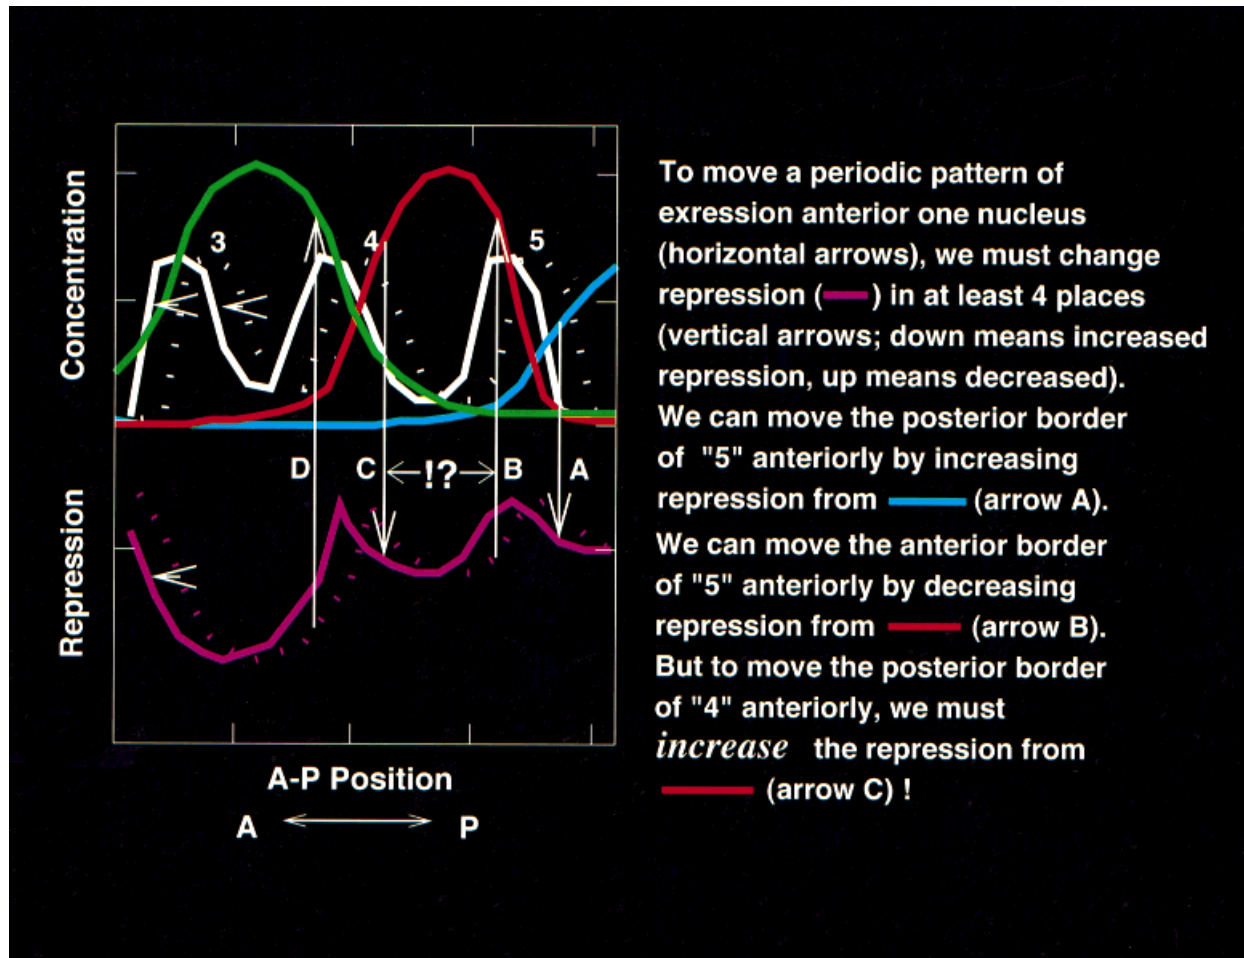 Concentration
3
4
5
D
C
!?
B
A
Repression
A-P Position
A
P
To move a periodic pattern of
exression anterior one nucleus
(horizontal arrows), we must change
repression ( ) in at least 4 places
(vertical arrows; down means increased
repression, up means decreased).
We can move the posterior border
of "5" anteriorly by increasing
repression from (arrow A).
We can move the anterior border
of "5" anteriorly by decreasing
repression from (arrow B).
But to move the posterior border
of "4" anteriorly, we must
increase the repression from
(arrow C) !